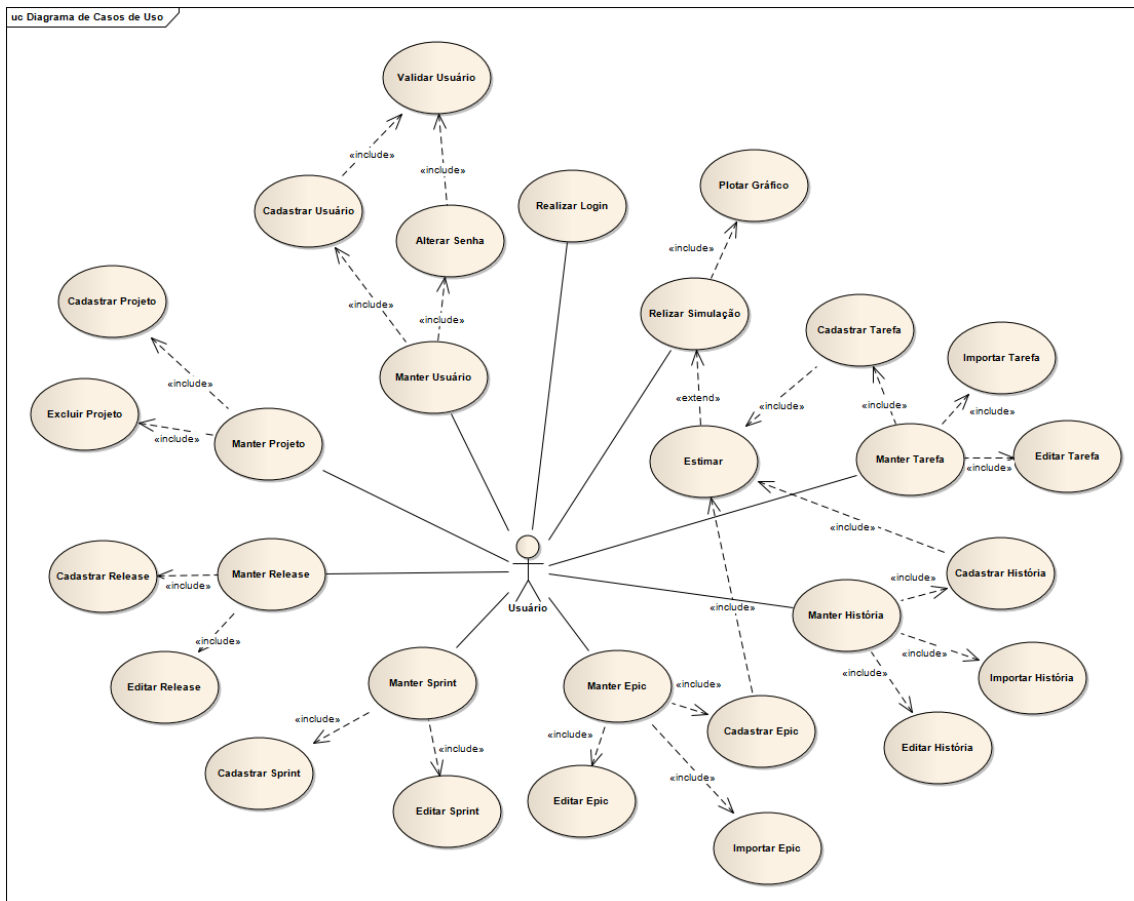 uc Diagrama de Casos de Uso
Validar Usuário
«include»
«include»
Cadastrar Usuário
Alterar Senha
Realizar Login
Plotar Gráfico
«include»
«include»
«include»
Cadastrar Projeto
Relizar Simulação
Cadastrar Tarefa
Importar Tarefa
«include»
Manter Usuário
«extend»
«include»
«include»
«include»
Excluir Projeto
«include»
Manter Projeto
Estimar
Manter Tarefa
«include»
Editar Tarefa
«include»
Cadastrar Release
«include»
Manter Release
Usuário
«include»
«include»
Cadastrar História
Manter História
«include»
«include»
Editar Release
Manter Sprint
Manter Epic
«include»
«include»
Importar História
«include»
Cadastrar Sprint
«include»
«include»
Cadastrar Epic
Editar História
«include»
Editar Sprint
Editar Epic
Importar Epic